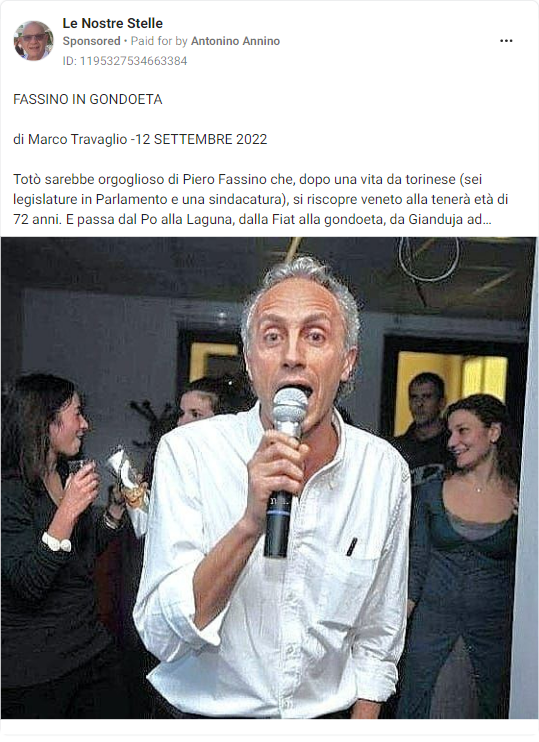 Le Nostre Stelle
Sponsored • Paid for by Antonino Annino
ID: 1195327534663384
FASSINO IN GONDOETA
di Marco Travaglio -12 SETTEMBRE 2022
Totò sarebbe orgoglioso di Piero Fassino che, dopo una vita da torinese (sei
legislature in Parlamento e una sindacatura), si riscopre veneto alla tenerà età di
72 anni. E passa dal Po alla Laguna, dalla Fiat alla gondoeta, da Gianduja ad...